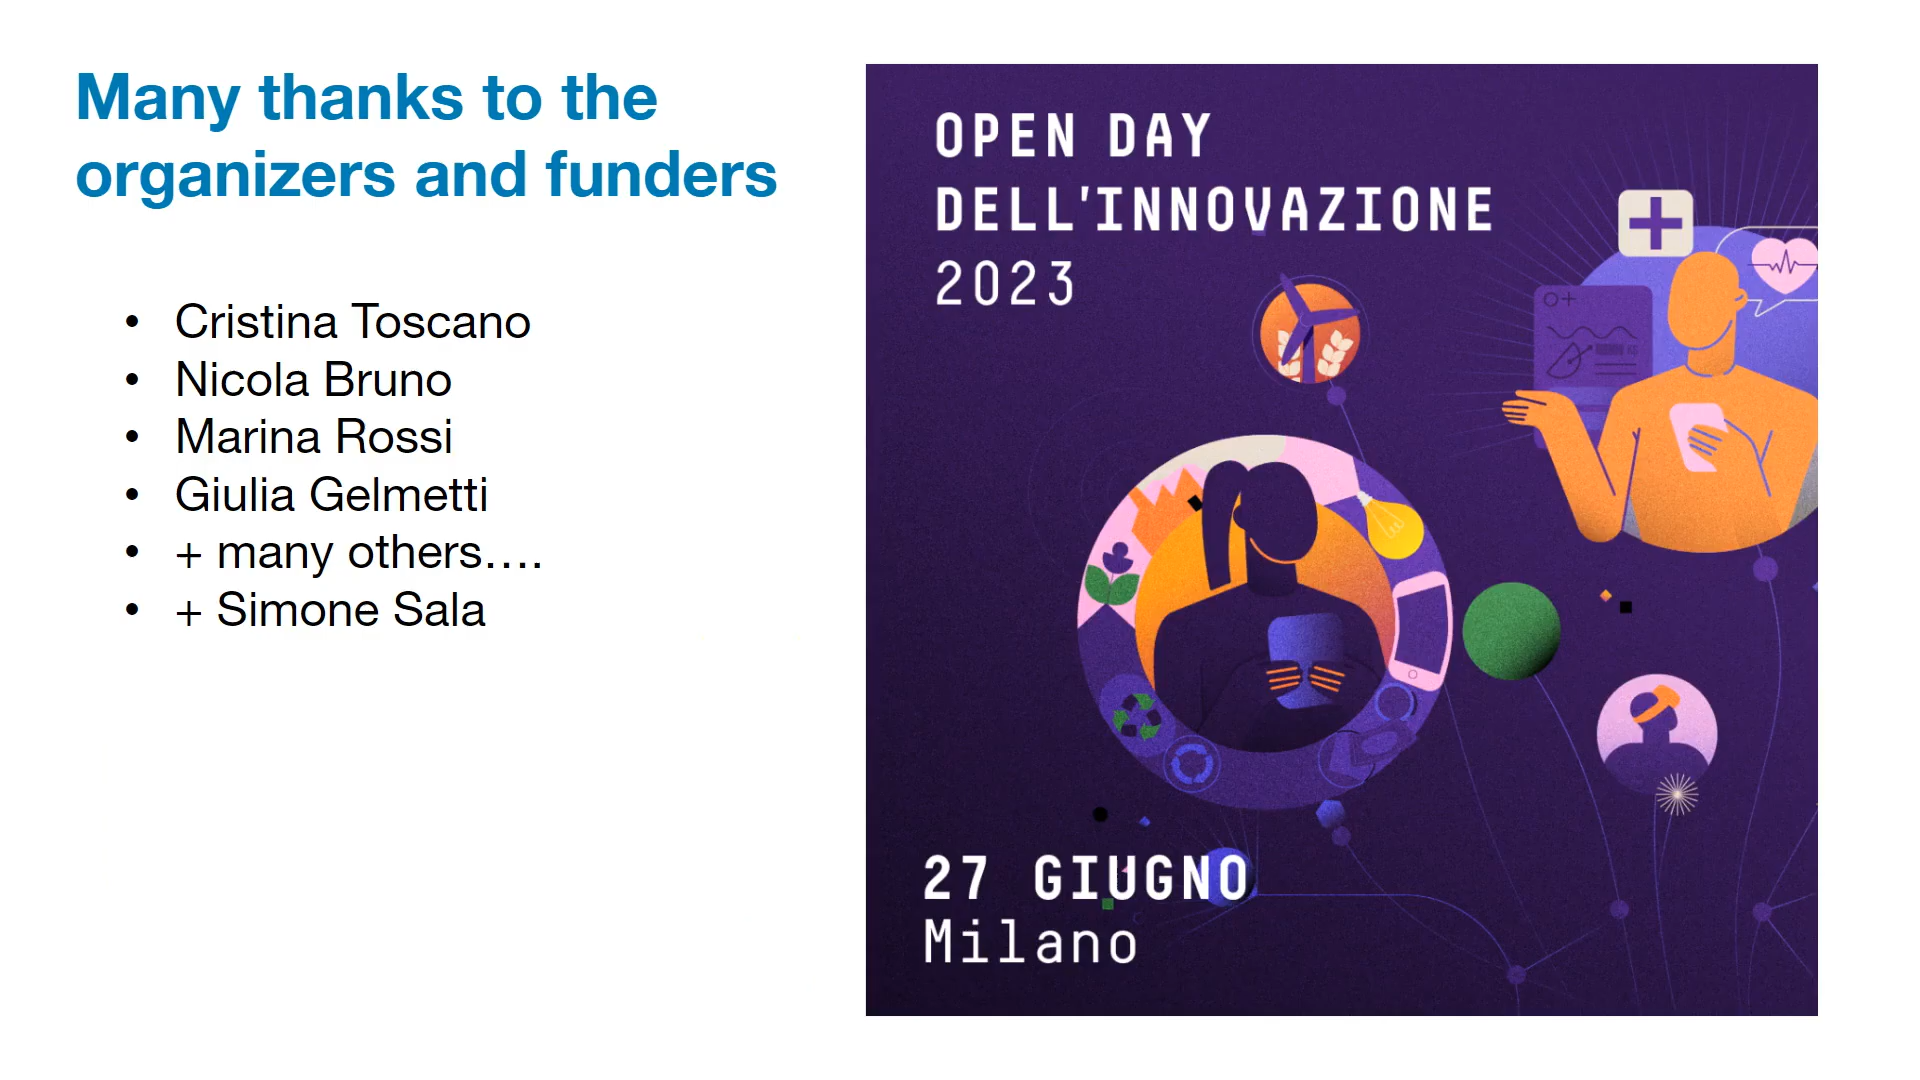 Many thanks to the
organizers and funders
• Cristina Toscano
• Nicola Bruno
• Marina Rossi
• Giulia Gelmetti
• + many others....
• + Simone Sala
OPEN DAY
DELL'INNOVAZIONE
2023
27 GIUGNO
Milano